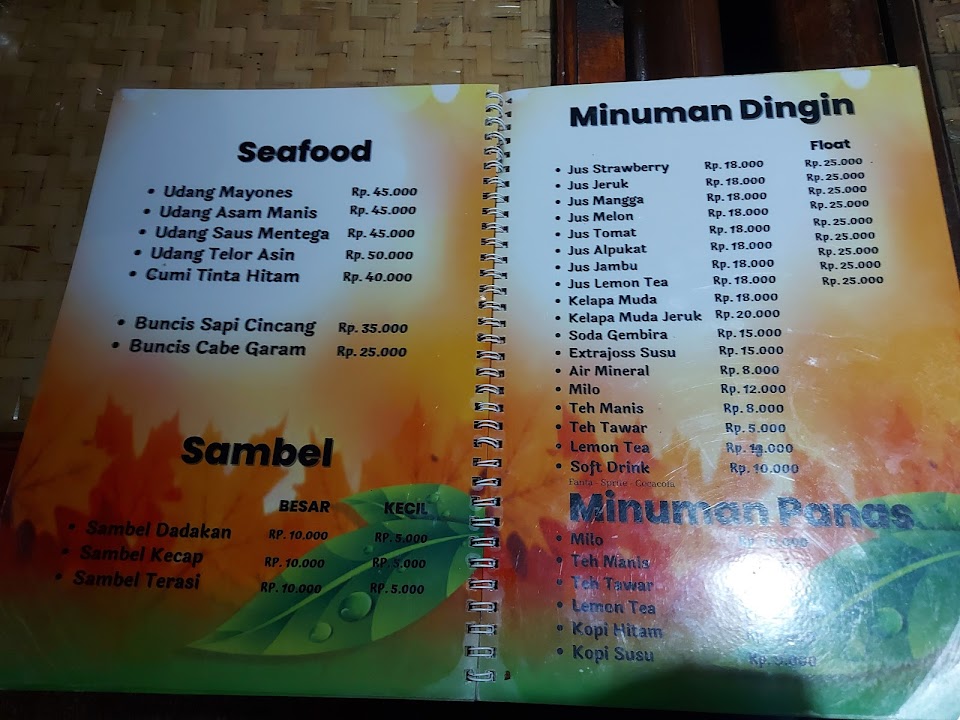 Seafood
• Udang Mayones Rp. 45.000
• Udang Asam Manis Rp. 45.000
• Udang Saus Mentega Rp. 45.000
• Udang Telor Asin Rp. 50.000
• Cumi Tinta Hitam Rp. 40.000
• Buncis Sapi Cincang Rp. 35.000
• Buncis Cabe Garam Rp. 25.000
Sambel
BESAR KECIL
• Sambel Dadakan RP. 10.000 RP. 5.000
• Sambel Kecap RP. 10.000 RP. 5.000
• Sambel Terasi RP. 10.000 RP. 5.000
Minuman Dingin
Float
• Jus Strawberry Rp. 18.000 Rp. 25.000
• Jus Jeruk Rp. 18.000 Rp. 25.000
• Jus Mangga Rp. 18.000 Rp. 25.000
• Jus Melon Rp. 18.000 Rp. 25.000
• Jus Tomat Rp. 18.000 Rp. 25.000
• Jus Alpukat Rp. 18.000 Rp. 25.000
• Jus Jambu Rp. 18.000 Rp. 25.000
• Jus Lemon Tea Rp. 18.000 Rp. 25.000
• Kelapa Muda Rp. 18.000 Rp. 25.000
• Kelapa Muda Jeruk Rp. 20.000
• Soda Gembira Rp. 15.000
• Extrajoss Susu Rp. 15.000
• Air Mineral Rp. 8.000
• Milo Rp. 12.000
• Teh Manis Rp. 8.000
• Teh Tawar Rp. 5.000
• Lemon Tea
• Soft Drink Rp. 10.000
Fanta - Sprite - Cocacola
Minuman Panas
• Milo
• Teh Manis
• Teh Tawar
• Lemon Tea
• Kopi Hitam
• Kopi Susu